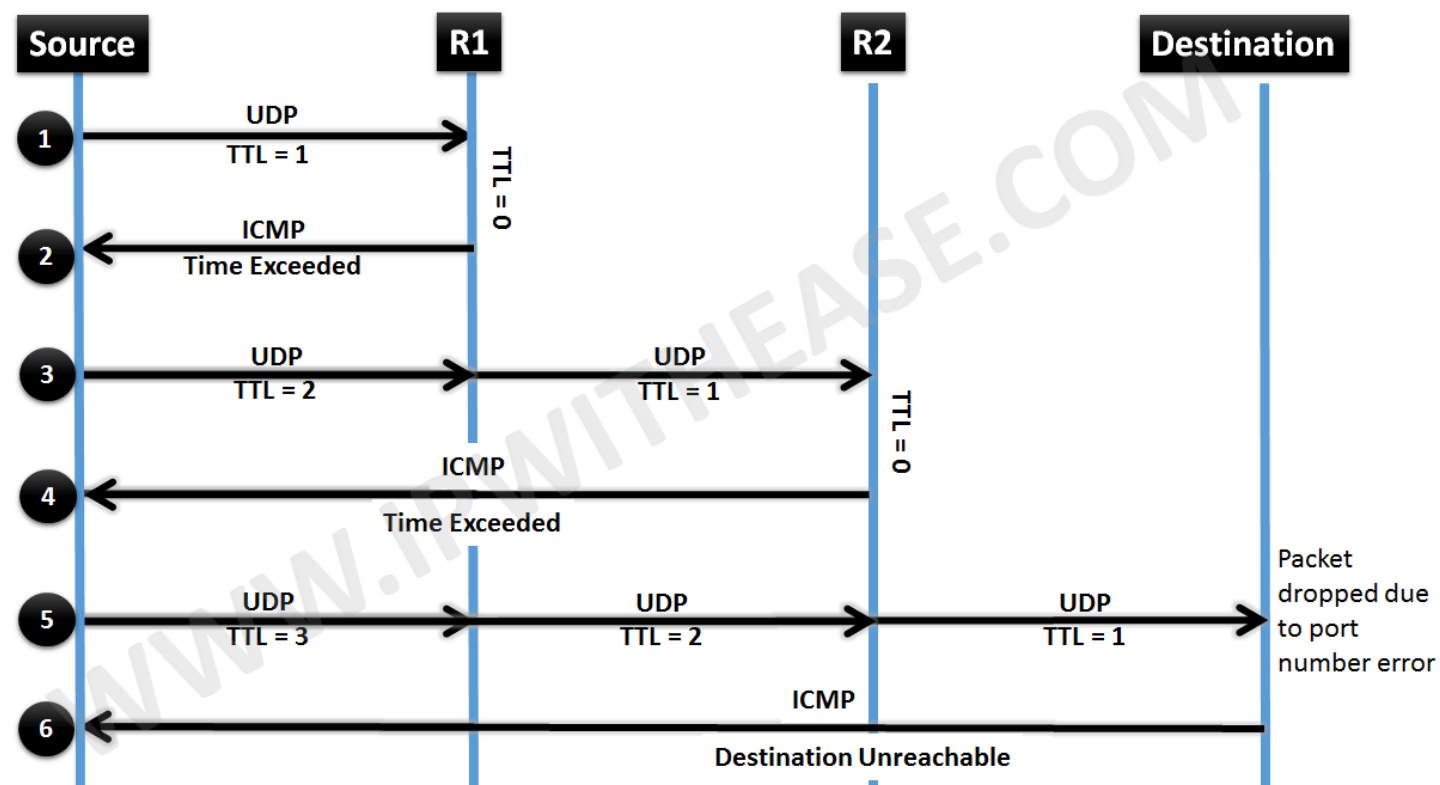 Source
R1
R2
Destination
1
UDP
TTL = 1
TTL = 0
2
ICMP
Time Exceeded
3
UDP
TTL = 2
UDP
TTL = 1
TTL = 0
4
ICMP
Time Exceeded
5
UDP
TTL = 3
UDP
TTL = 2
UDP
TTL = 1
Packet
dropped due
to port
number error
6
ICMP
Destination Unreachable
WWW.IPWITHEASE.COM